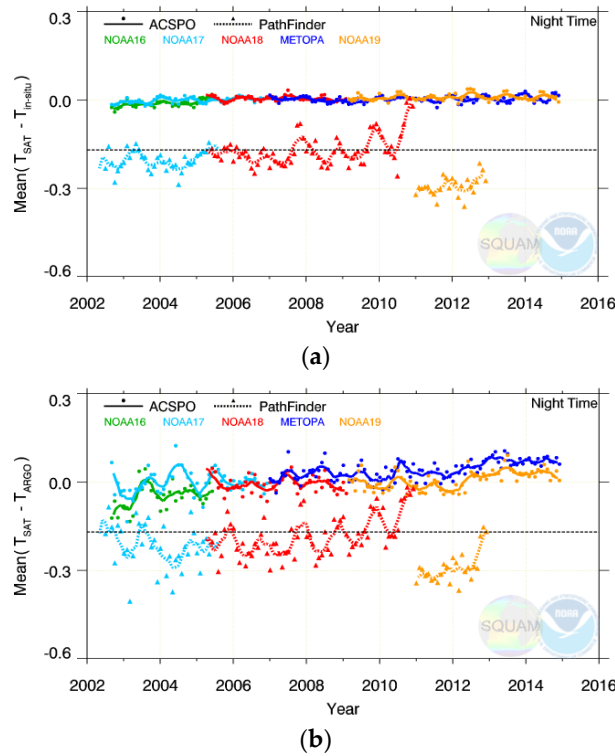 0.3
ACSPO
PathFinder
Night Time
NOAA16 NOAA17 NOAA18 METOPA NOAA19
0.0
-0.3
-0.6
Mean( T_SAT - T_in-situ)
SQUAM
NOAA
2002 2004 2006 2008 2010 2012 2014 2016
Year
(a)
0.3
ACSPO
PathFinder
Night Time
NOAA16 NOAA17 NOAA18 METOPA NOAA19
0.0
-0.3
-0.6
Mean( T_SAT - T_ARGO)
SQUAM
NOAA
2002 2004 2006 2008 2010 2012 2014 2016
Year
(b)